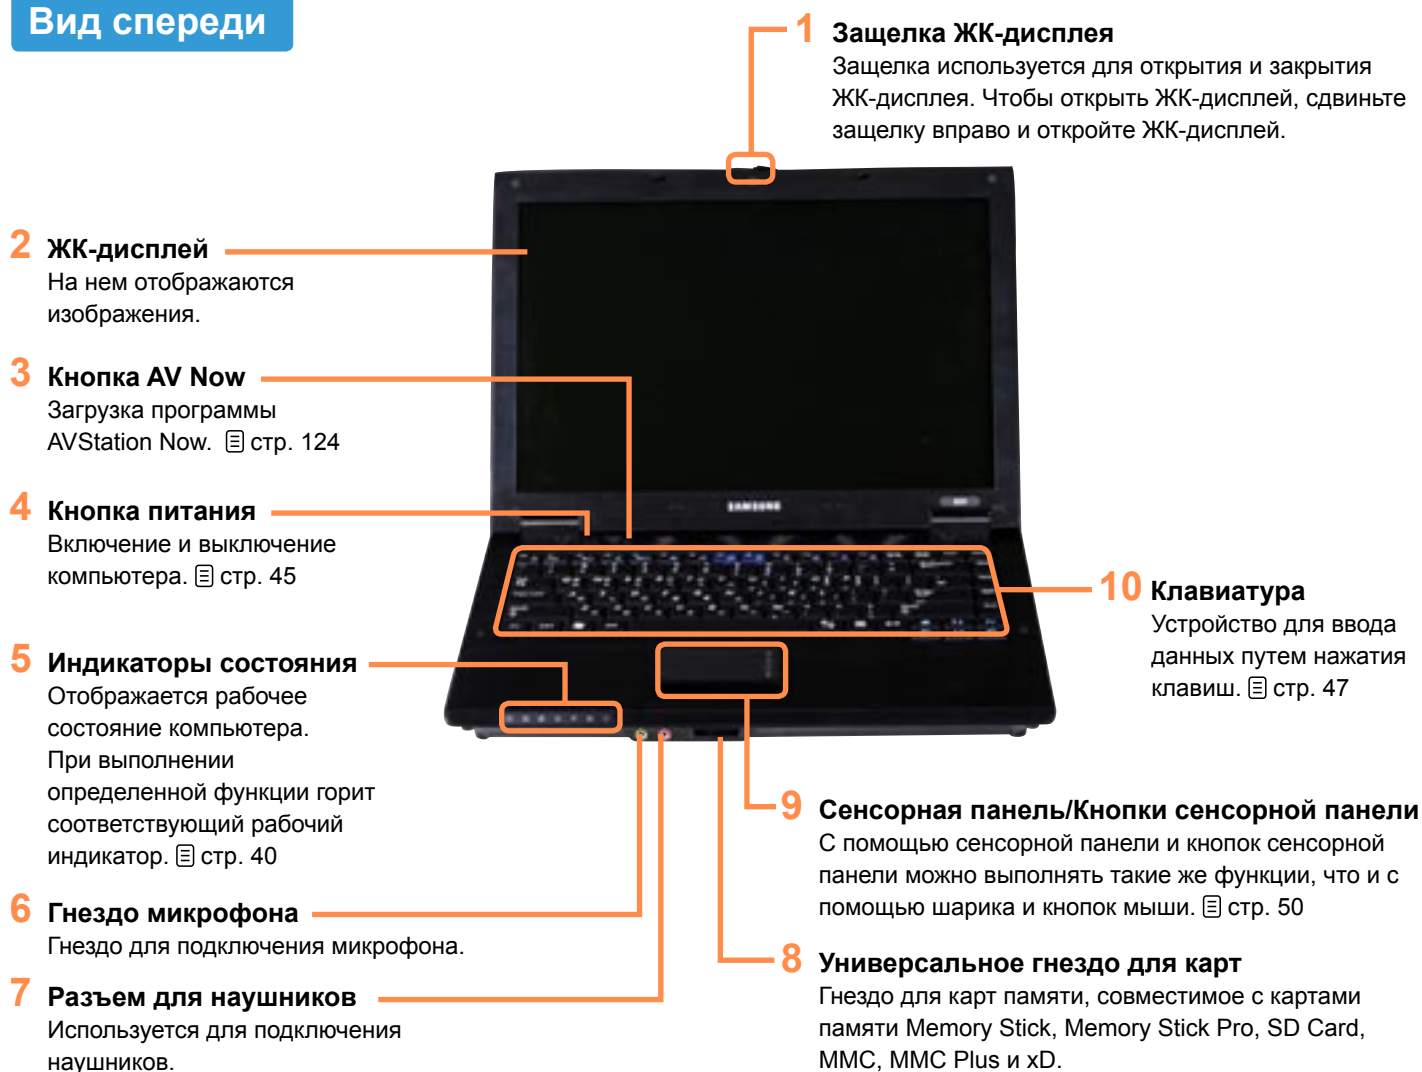 Вид спереди
1 Защелка ЖК-дисплея
Защелка используется для открытия и закрытия
ЖК-дисплея. Чтобы открыть ЖК-дисплей, сдвиньте
защелку вправо и откройте ЖК-дисплей.
2 ЖК-дисплей
На нем отображаются
изображения.
3 Кнопка AV Now
Загрузка программы
AVStation Now. стр. 124
4 Кнопка питания
Включение и выключение
компьютера. стр. 45
5 Индикаторы состояния
Отображается рабочее
состояние компьютера.
При выполнении
определенной функции горит
соответствующий рабочий
индикатор. стр. 40
6 Гнездо микрофона
Гнездо для подключения микрофона.
7 Разъем для наушников
Используется для подключения
наушников.
SAMSUNG
10 Клавиатура
Устройство для ввода
данных путем нажатия
клавиш. стр. 47
9 Сенсорная панель/Кнопки сенсорной панели
С помощью сенсорной панели и кнопок сенсорной
панели можно выполнять такие же функции, что и с
помощью шарика и кнопок мыши. стр. 50
8 Универсальное гнездо для карт
Гнездо для карт памяти, совместимое с картами
памяти Memory Stick, Memory Stick Pro, SD Card,
MMC, MMC Plus и xD.